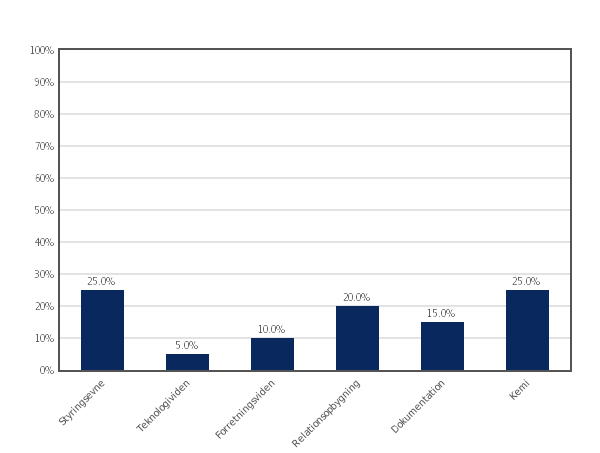 100%
90%
80%
70%
60%
50%
40%
30%
20%
10%
0%
25.0%
5.0%
10.0%
20.0%
15.0%
25.0%
Styringsevne
Teknologividen
Forretningsviden
Relationsopbygning
Dokumentation
Kemi